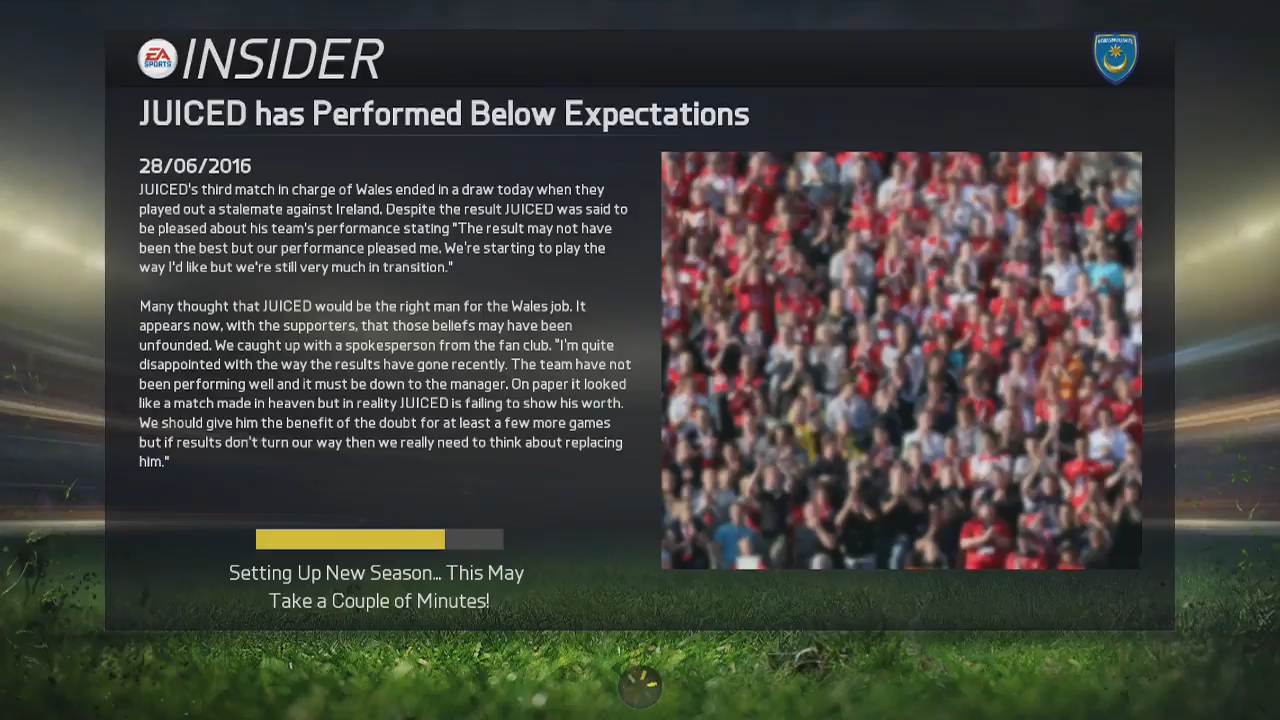 EA SPORTS INSIDER
PORTSMOUTH
JUICED has Performed Below Expectations
28/06/2016
JUICED's third match in charge of Wales ended in a draw today when they
played out a stalemate against Ireland. Despite the result JUICED was said to
be pleased about his team's performance stating "The result may not have
been the best but our performance pleased me. We're starting to play the
way I'd like but we're still very much in transition."
Many thought that JUICED would be the right man for the Wales job. It
appears now, with the supporters, that those beliefs may have been
unfounded. We caught up with a spokesperson from the fan club. "I'm quite
disappointed with the way the results have gone recently. The team have not
been performing well and it must be down to the manager. On paper it looked
like a match made in heaven but in reality JUICED is failing to show his worth.
We should give him the benefit of the doubt for at least a few more games
but if results don't turn our way then we really need to think about replacing
him."
Setting Up New Season... This May
Take a Couple of Minutes!